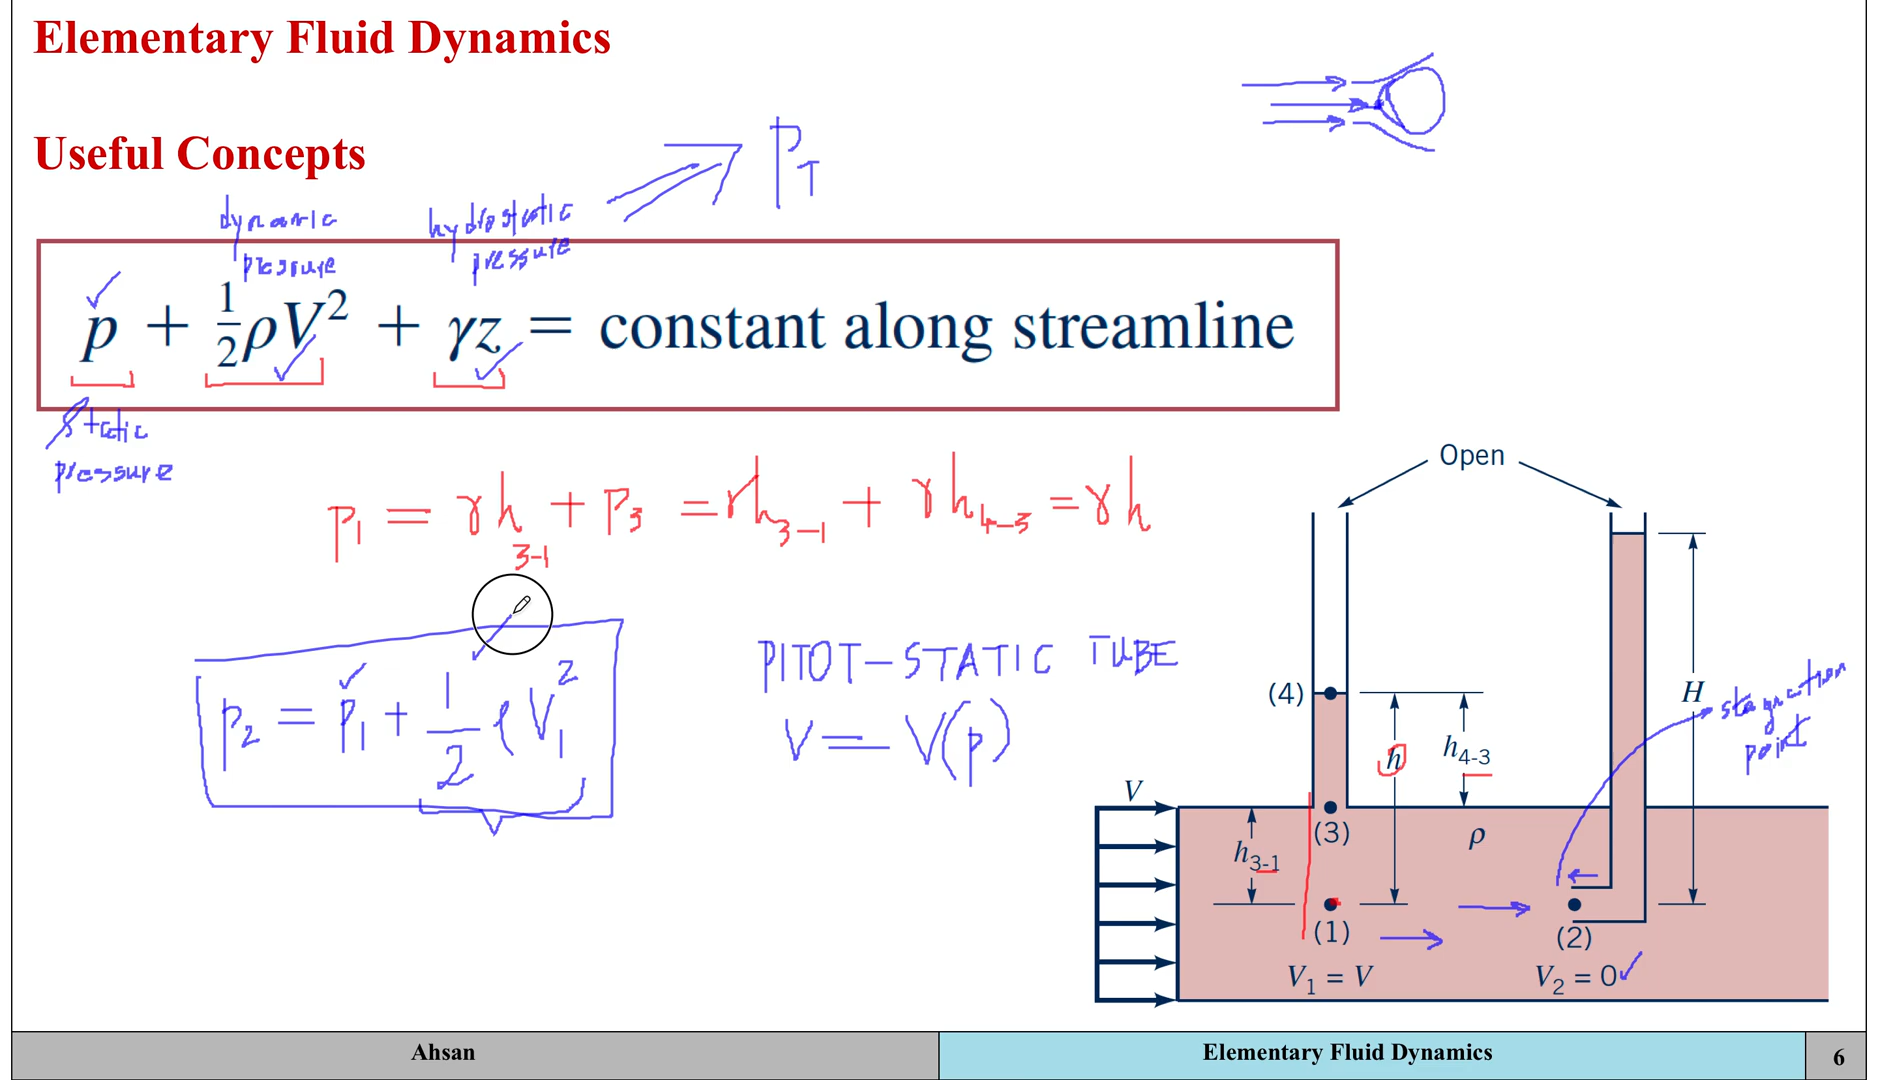 Elementary Fluid Dynamics
Useful Concepts
P_T
dynamic pressure
hydrostatic pressure
p + ½ρV² + γz = constant along streamline
static pressure
p₁ = γh₃₋₁ + p₃ = γh₃₋₁ + γh₄₋₃ = γh
Open
PITOT-STATIC TUBE
p₂ = p₁ + ½ρV₁²
V = V(p)
(4)
h
h₄₋₃
H
stagnation point
V
(3)
ρ
h₃₋₁
(1)
(2)
V₁ = V
V₂ = 0
Ahsan
Elementary Fluid Dynamics
6